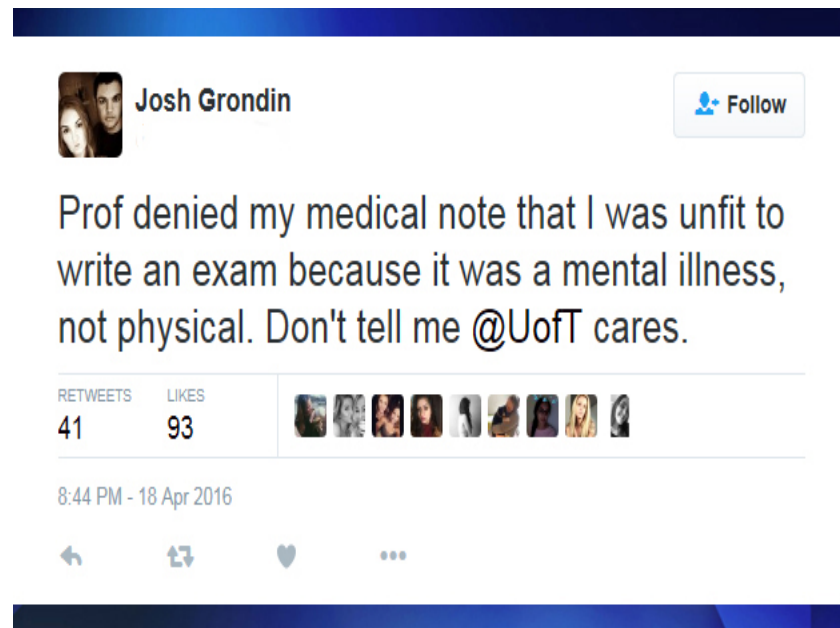 Josh Grondin
Follow
Prof denied my medical note that I was unfit to
write an exam because it was a mental illness,
not physical. Don't tell me @UofT cares.
RETWEETS LIKES
41 93
8:44 PM - 18 Apr 2016